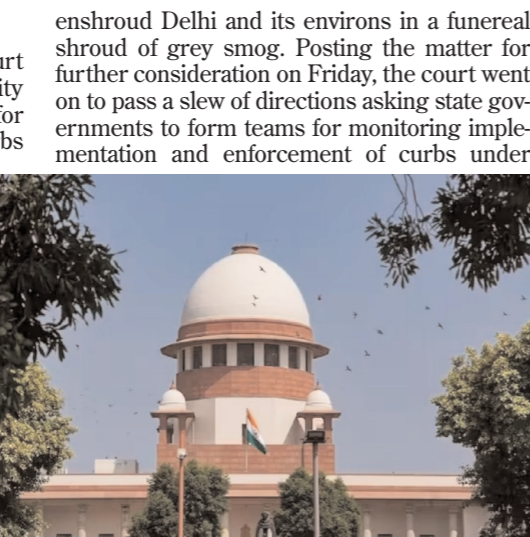 enshroud Delhi and its environs in a funereal
shroud of grey smog. Posting the matter for
further consideration on Friday, the court went
on to pass a slew of directions asking state gov-
ernments to form teams for monitoring imple-
mentation and enforcement of curbs under